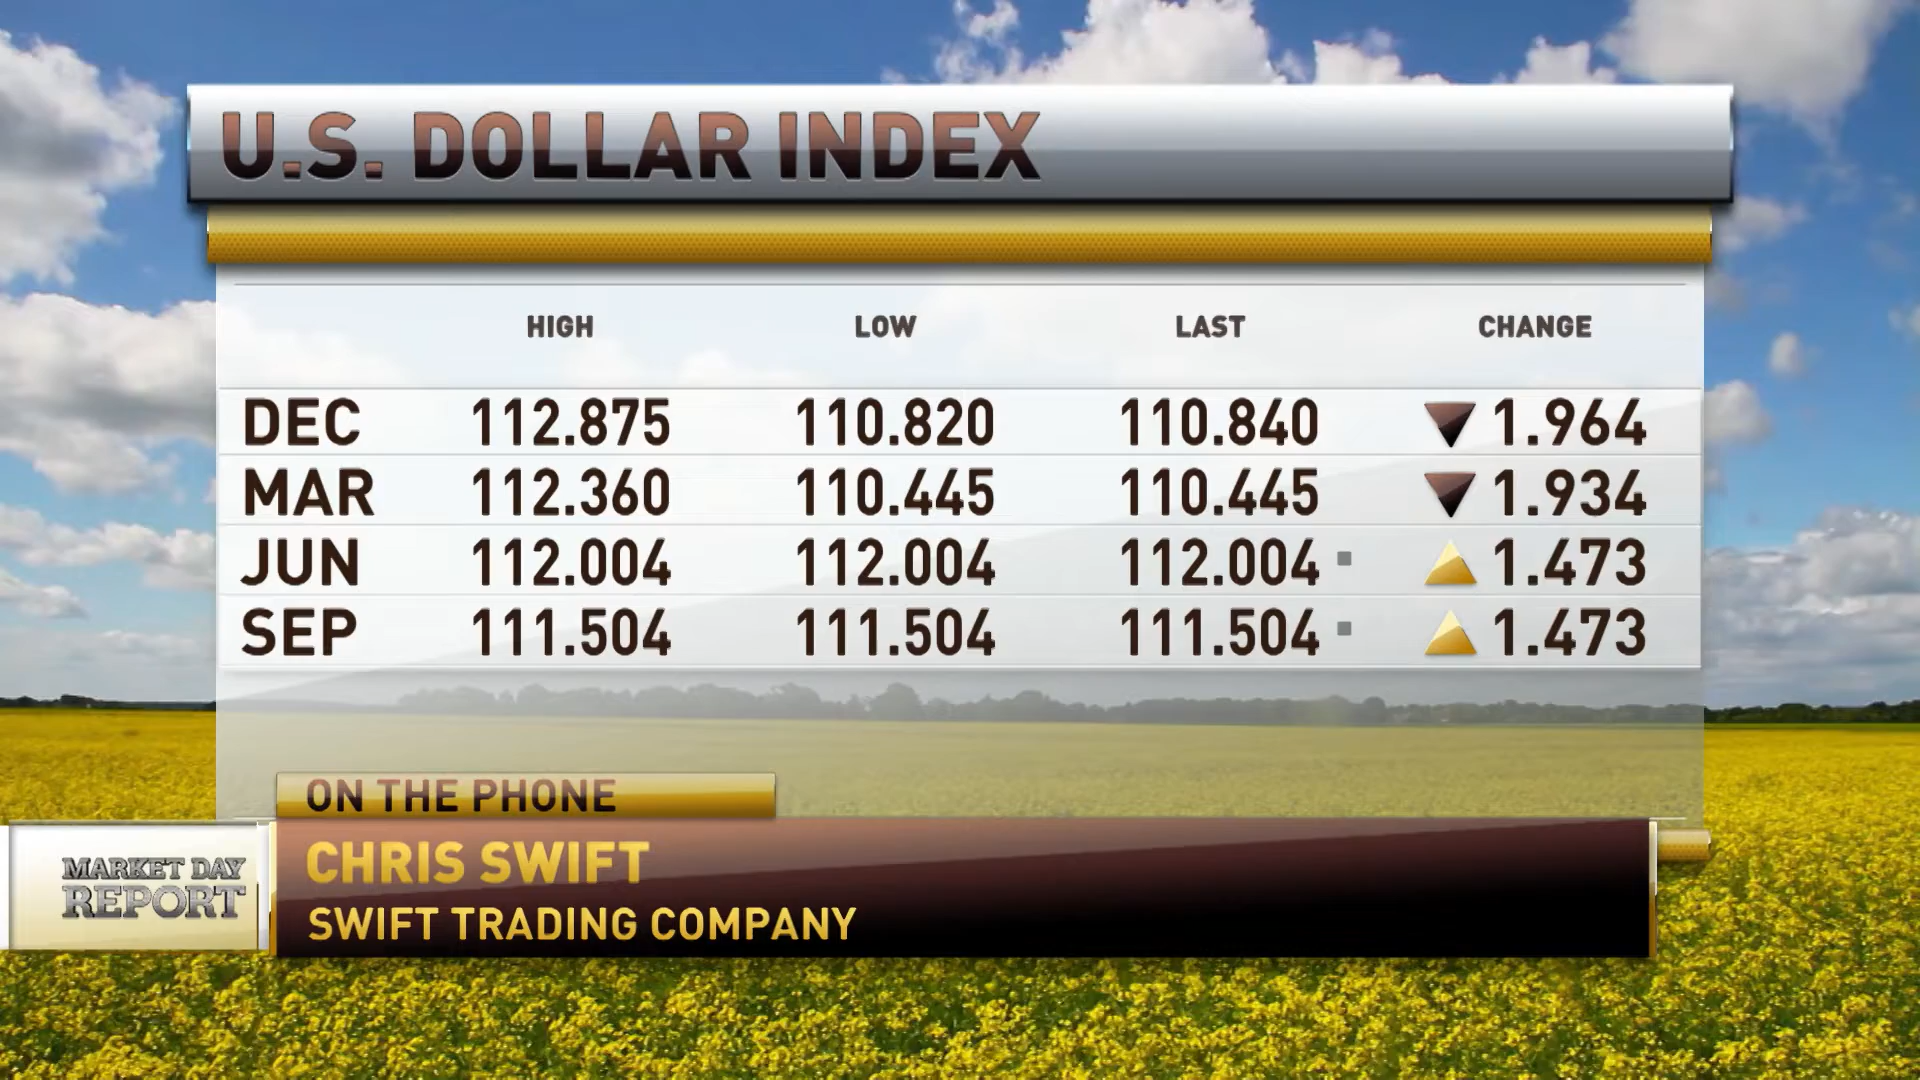 U.S. DOLLAR INDEX
HIGH LOW LAST CHANGE
DEC 112.875 110.820 110.840 ▼ 1.964
MAR 112.360 110.445 110.445 ▼ 1.934
JUN 112.004 112.004 112.004 ▪ ▲ 1.473
SEP 111.504 111.504 111.504 ▪ ▲ 1.473
ON THE PHONE
CHRIS SWIFT
SWIFT TRADING COMPANY
MARKET DAY
REPORT